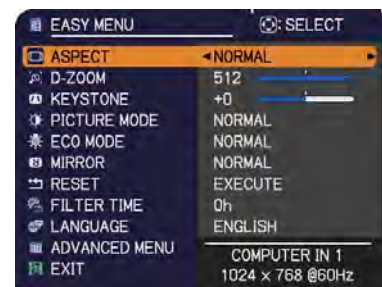 EASY MENU : SELECT
ASPECT NORMAL
D-ZOOM 512
KEYSTONE +0
PICTURE MODE NORMAL
ECO MODE NORMAL
MIRROR NORMAL
RESET EXECUTE
FILTER TIME 0h
LANGUAGE ENGLISH
ADVANCED MENU
EXIT
COMPUTER IN 1
1024 × 768 @60Hz